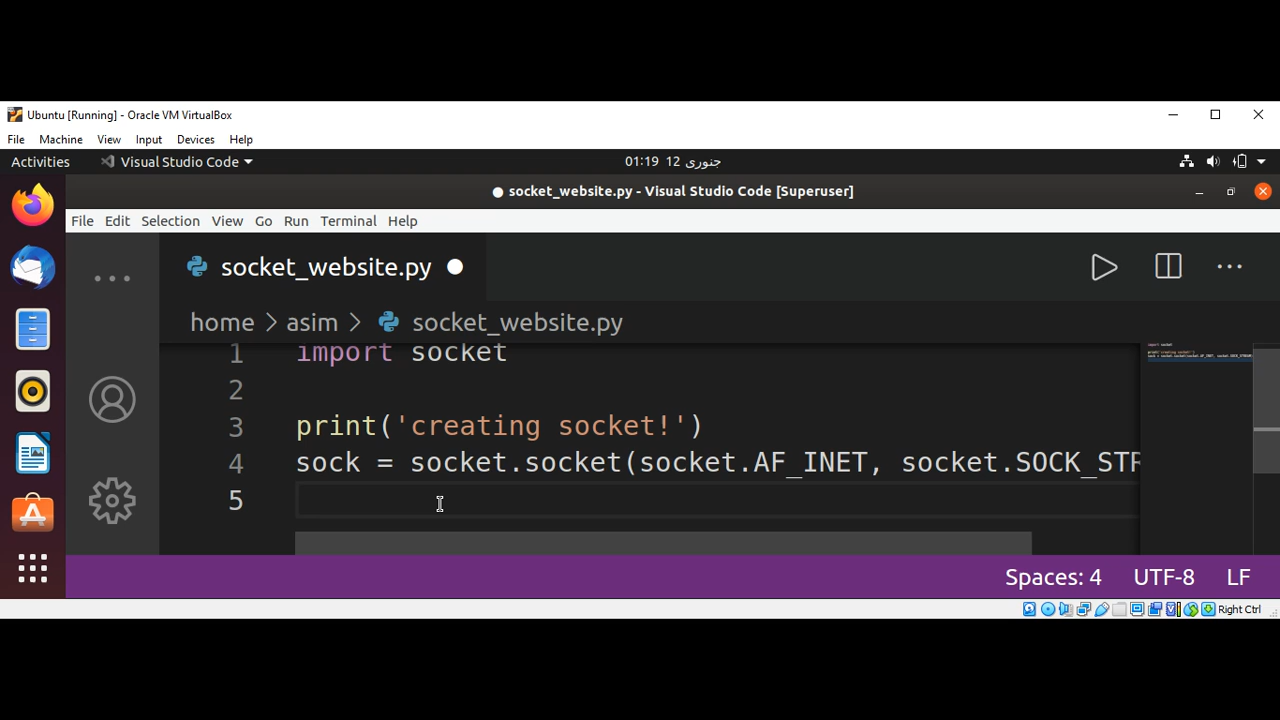 Ubuntu [Running] - Oracle VM VirtualBox
File Machine View Input Devices Help
Activities Visual Studio Code 01:19 12 جنوری
socket_website.py - Visual Studio Code [Superuser]
File Edit Selection View Go Run Terminal Help
socket_website.py
home > asim > socket_website.py
1 import socket
2
3 print('creating socket!')
4 sock = socket.socket(socket.AF_INET, socket.SOCK_STR
5
Spaces: 4 UTF-8 LF
Right Ctrl